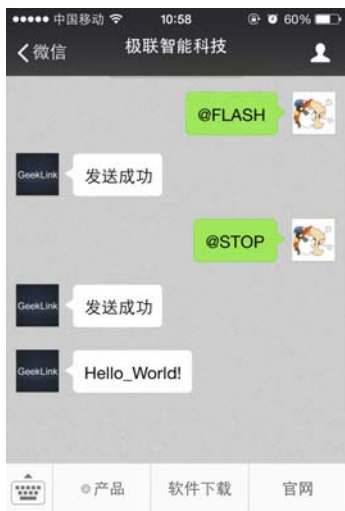 中国移动 10:58 60%
微信 极联智能科技
@FLASH
GeekLink 发送成功
@STOP
GeekLink 发送成功
GeekLink Hello_World!
产品 软件下载 官网